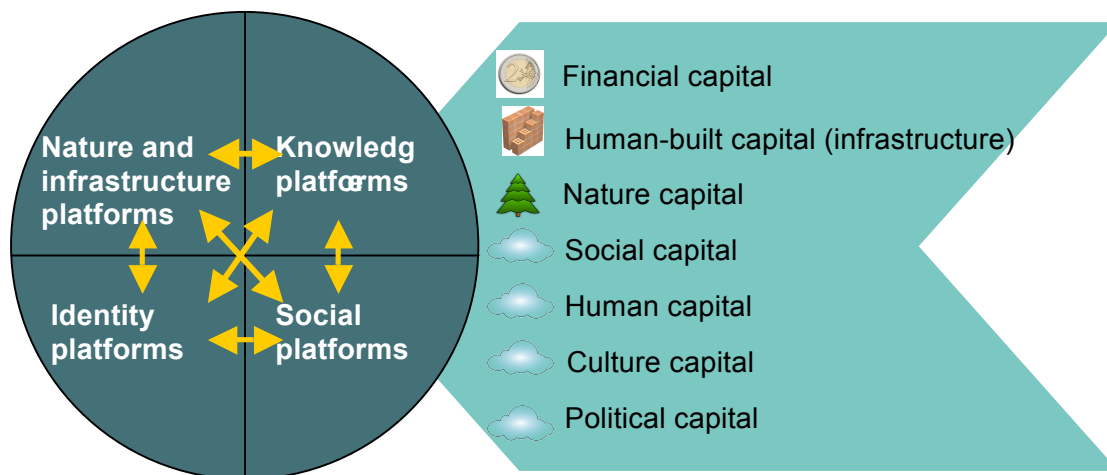 Nature and
infrastructure
platforms
Knowledg
e
platforms
Identity
platforms
Social
platforms
Financial capital
Human-built capital (infrastructure)
Nature capital
Social capital
Human capital
Culture capital
Political capital